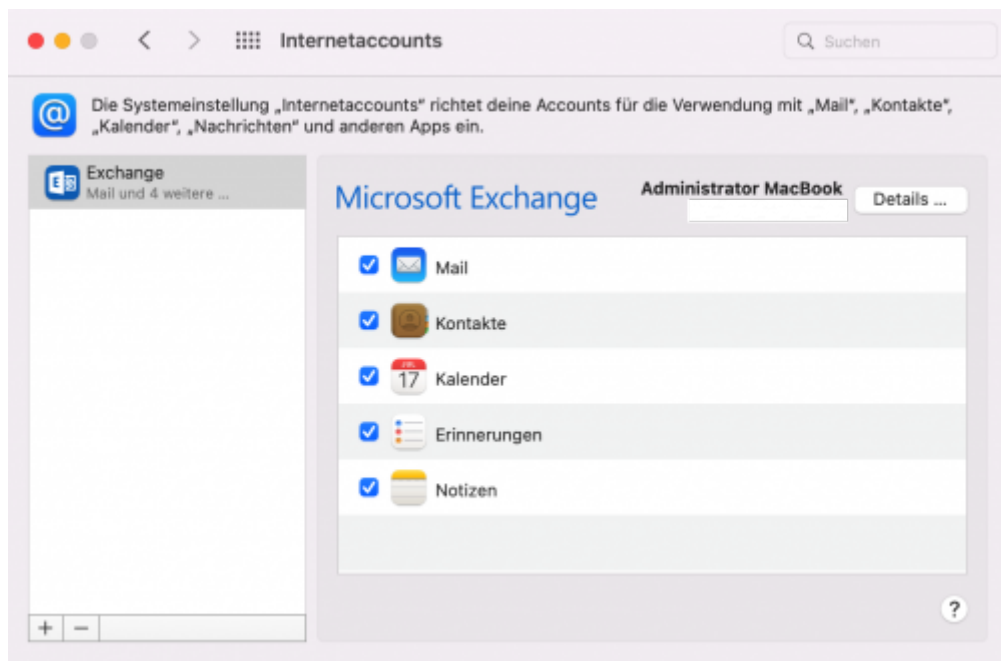 Internetaccounts
Suchen
Die Systemeinstellung „Internetaccounts“ richtet deine Accounts für die Verwendung mit „Mail“, „Kontakte“,
„Kalender“, „Nachrichten“ und anderen Apps ein.
Exchange
Mail und 4 weitere ...
Microsoft Exchange
Administrator MacBook
Details ...
Mail
Kontakte
17
Kalender
Erinnerungen
Notizen
?
+ −